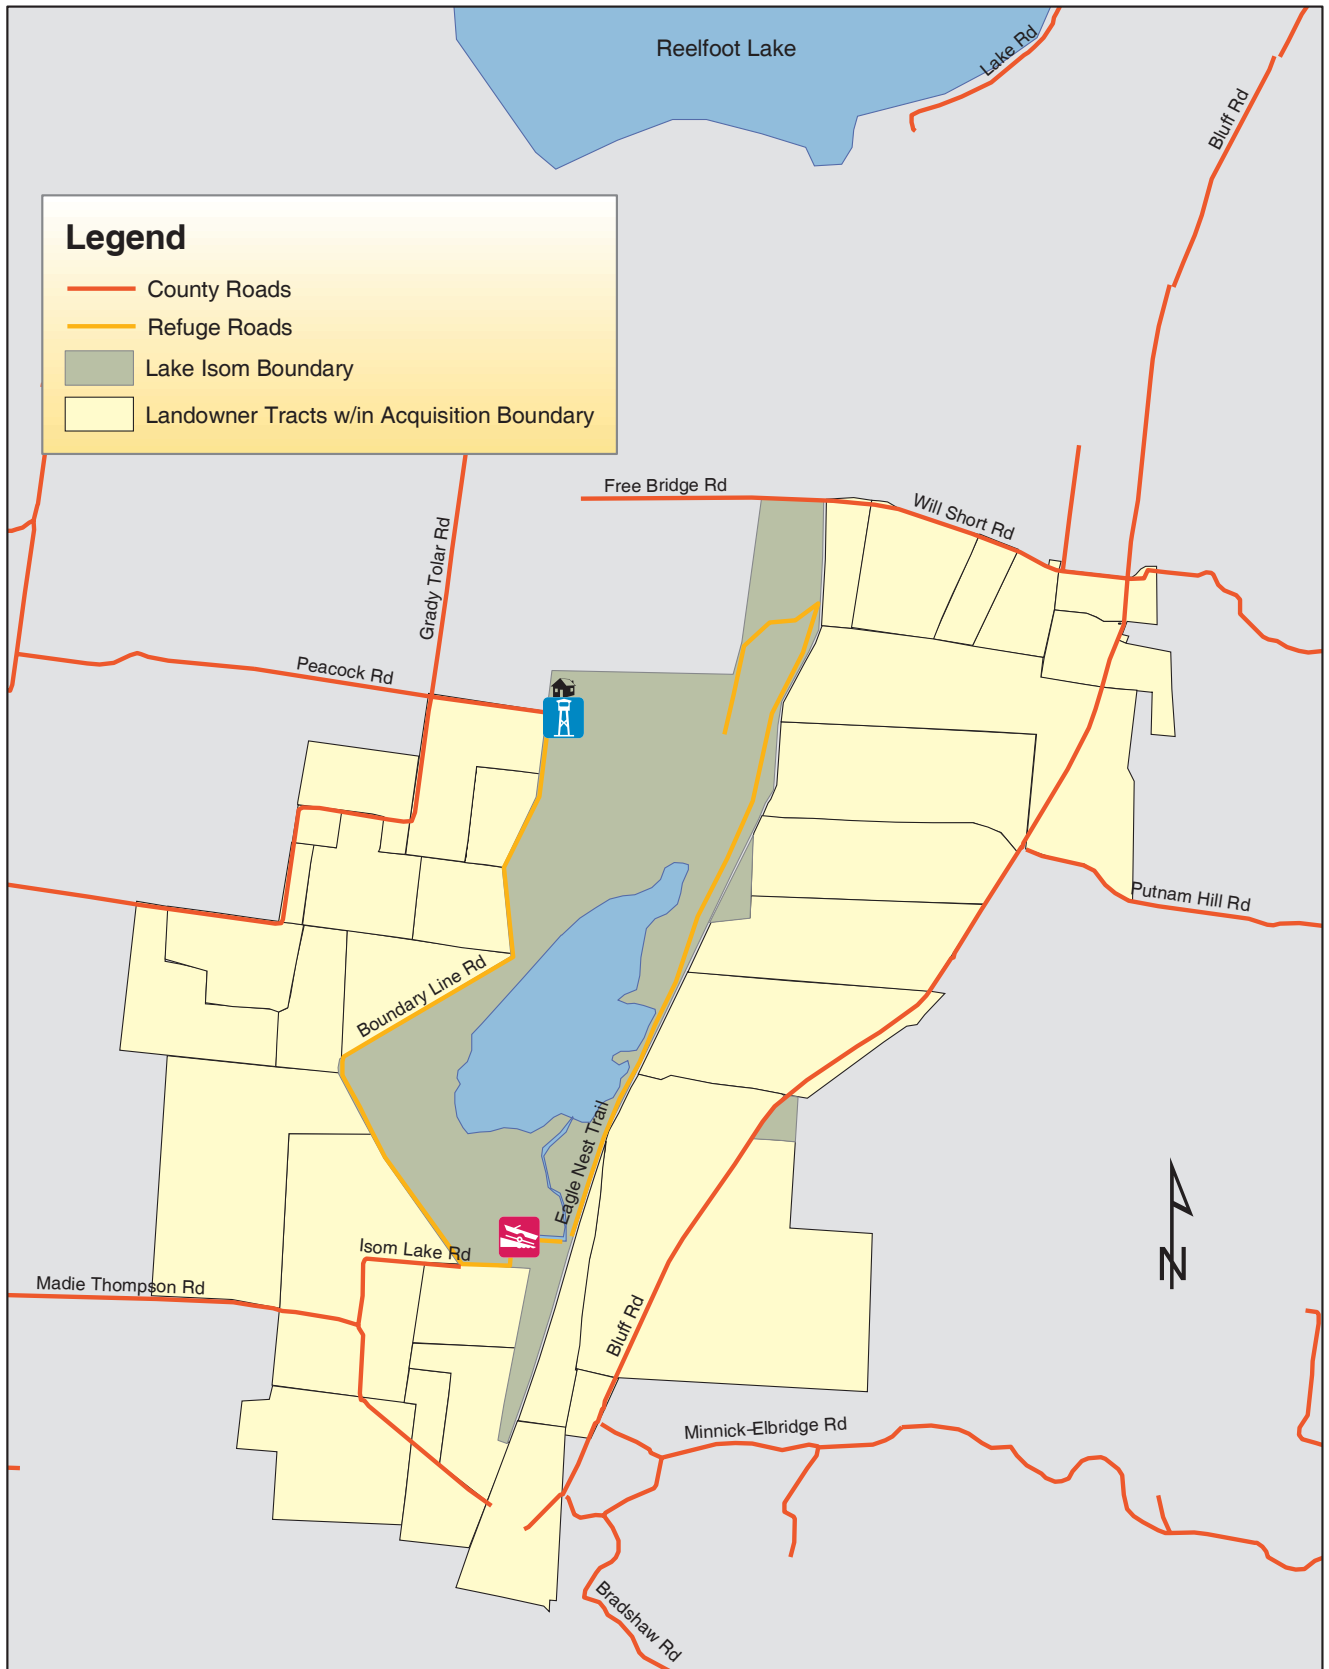 Reelfoot Lake
Lake Rd
Bluff Rd
Legend
County Roads
Refuge Roads
Lake Isom Boundary
Landowner Tracts w/in Acquisition Boundary
Free Bridge Rd
Will Short Rd
Grady Tolar Rd
Peacock Rd
Putnam Hill Rd
Boundary Line Rd
Eagle Nest Trail
Isom Lake Rd
Madie Thompson Rd
N
Bluff Rd
Minnick-Elbridge Rd
Bradshaw Rd